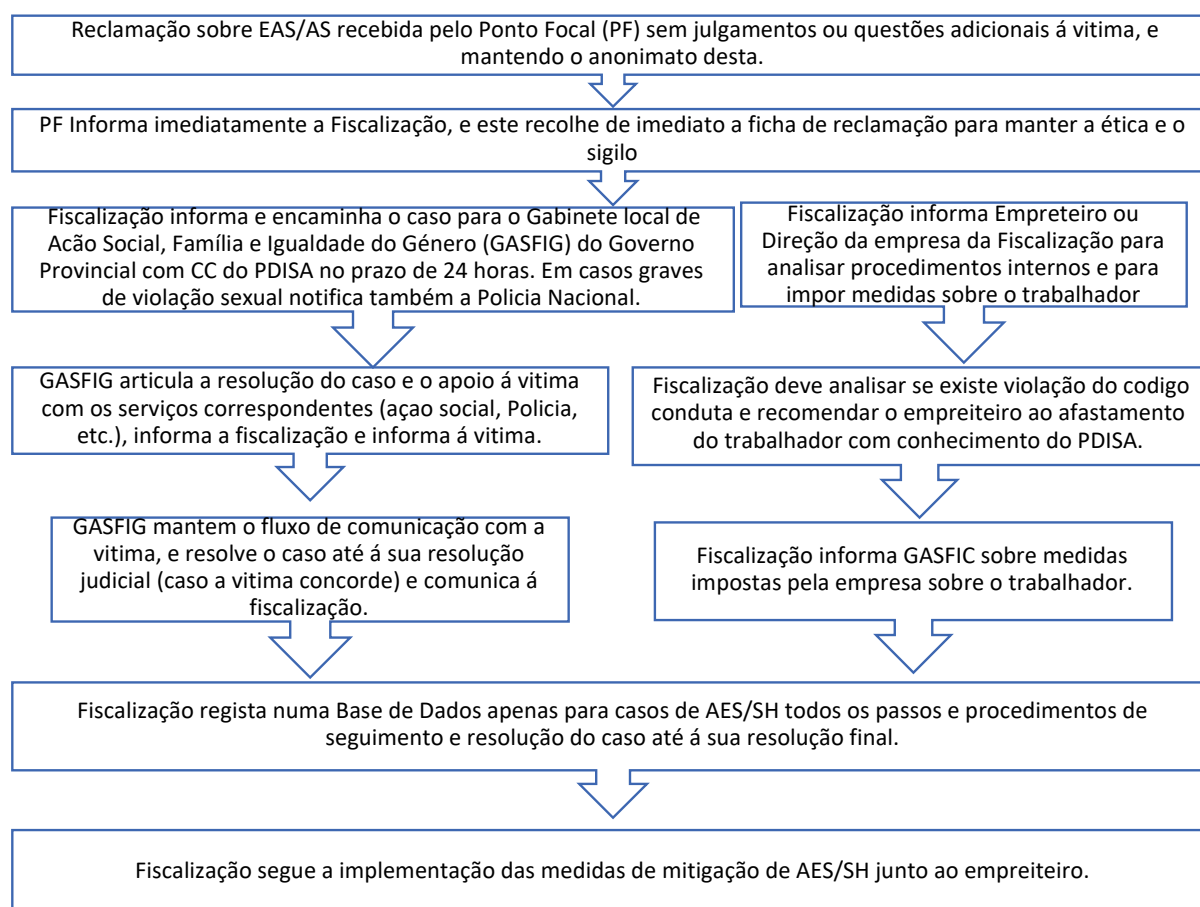 Reclamação sobre EAS/AS recebida pelo Ponto Focal (PF) sem julgamentos ou questões adicionais á vitima, e
mantendo o anonimato desta.
PF Informa imediatamente a Fiscalização, e este recolhe de imediato a ficha de reclamação para manter a ética e o
sigilo
Fiscalização informa e encaminha o caso para o Gabinete local de
Acão Social, Família e Igualdade do Género (GASFIG) do Governo
Provincial com CC do PDISA no prazo de 24 horas. Em casos graves
de violação sexual notifica também a Policia Nacional.
Fiscalização informa Empreteiro ou
Direção da empresa da Fiscalização para
analisar procedimentos internos e para
impor medidas sobre o trabalhador
GASFIG articula a resolução do caso e o apoio á vitima
com os serviços correspondentes (açao social, Policia,
etc.), informa a fiscalização e informa á vitima.
Fiscalização deve analisar se existe violação do codigo
conduta e recomendar o empreiteiro ao afastamento
do trabalhador com conhecimento do PDISA.
GASFIG mantem o fluxo de comunicação com a
vitima, e resolve o caso até á sua resolução
judicial (caso a vitima concorde) e comunica á
fiscalização.
Fiscalização informa GASFIC sobre medidas
impostas pela empresa sobre o trabalhador.
Fiscalização regista numa Base de Dados apenas para casos de AES/SH todos os passos e procedimentos de
seguimento e resolução do caso até á sua resolução final.
Fiscalização segue a implementação das medidas de mitigação de AES/SH junto ao empreiteiro.